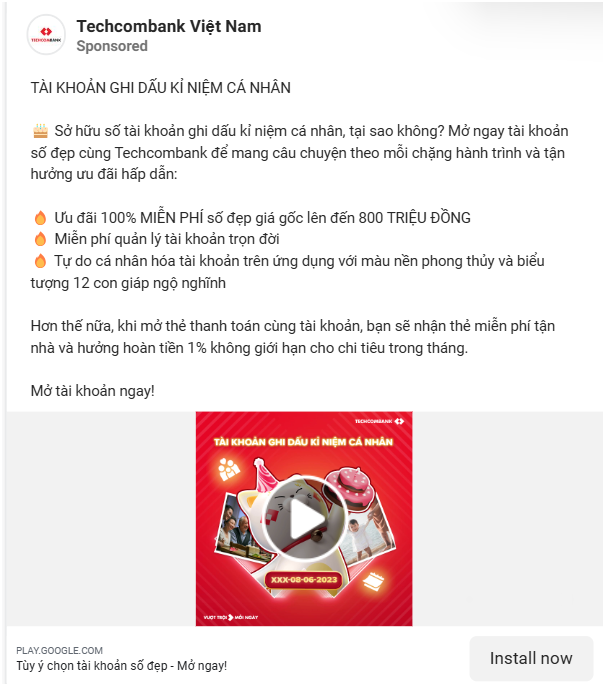 TECHCOMBANK
Techcombank Việt Nam
Sponsored
TÀI KHOẢN GHI DẤU KỈ NIỆM CÁ NHÂN
🎂 Sở hữu số tài khoản ghi dấu kỉ niệm cá nhân, tại sao không? Mở ngay tài khoản
số đẹp cùng Techcombank để mang câu chuyện theo mỗi chặng hành trình và tận
hưởng ưu đãi hấp dẫn:
🔥 Ưu đãi 100% MIỄN PHÍ số đẹp giá gốc lên đến 800 TRIỆU ĐỒNG
🔥 Miễn phí quản lý tài khoản trọn đời
🔥 Tự do cá nhân hóa tài khoản trên ứng dụng với màu nền phong thủy và biểu
tượng 12 con giáp ngộ nghĩnh
Hơn thế nữa, khi mở thẻ thanh toán cùng tài khoản, bạn sẽ nhận thẻ miễn phí tận
nhà và hưởng hoàn tiền 1% không giới hạn cho chi tiêu trong tháng.
Mở tài khoản ngay!
TECHCOMBANK
TÀI KHOẢN GHI DẤU KỈ NIỆM CÁ NHÂN
XXX-08-06-2023
VƯỢT TRỘI MỖI NGÀY
PLAY.GOOGLE.COM
Tùy ý chọn tài khoản số đẹp - Mở ngay!
Install now